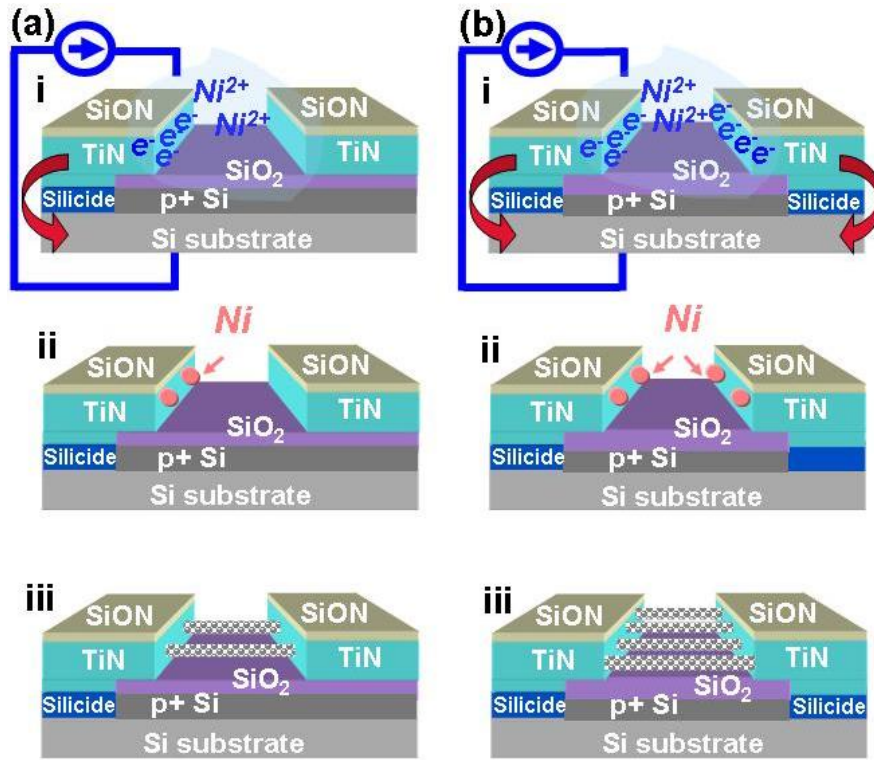 (a)
i
Ni²⁺
Ni²⁺
SiON
SiON
e⁻
e⁻
e⁻
e⁻
TiN
TiN
SiO₂
Silicide
p+ Si
Si substrate
ii
Ni
SiON
SiON
TiN
TiN
SiO₂
Silicide
p+ Si
Si substrate
iii
SiON
SiON
TiN
TiN
SiO₂
Silicide
p+ Si
Si substrate
(b)
i
Ni²⁺
Ni²⁺
SiON
SiON
e⁻
e⁻
e⁻
e⁻
e⁻
e⁻
e⁻
e⁻
TiN
TiN
SiO₂
Silicide
p+ Si
Silicide
Si substrate
ii
Ni
SiON
SiON
TiN
TiN
SiO₂
Silicide
p+ Si
Si substrate
iii
SiON
SiON
TiN
TiN
SiO₂
Silicide
p+ Si
Silicide
Si substrate